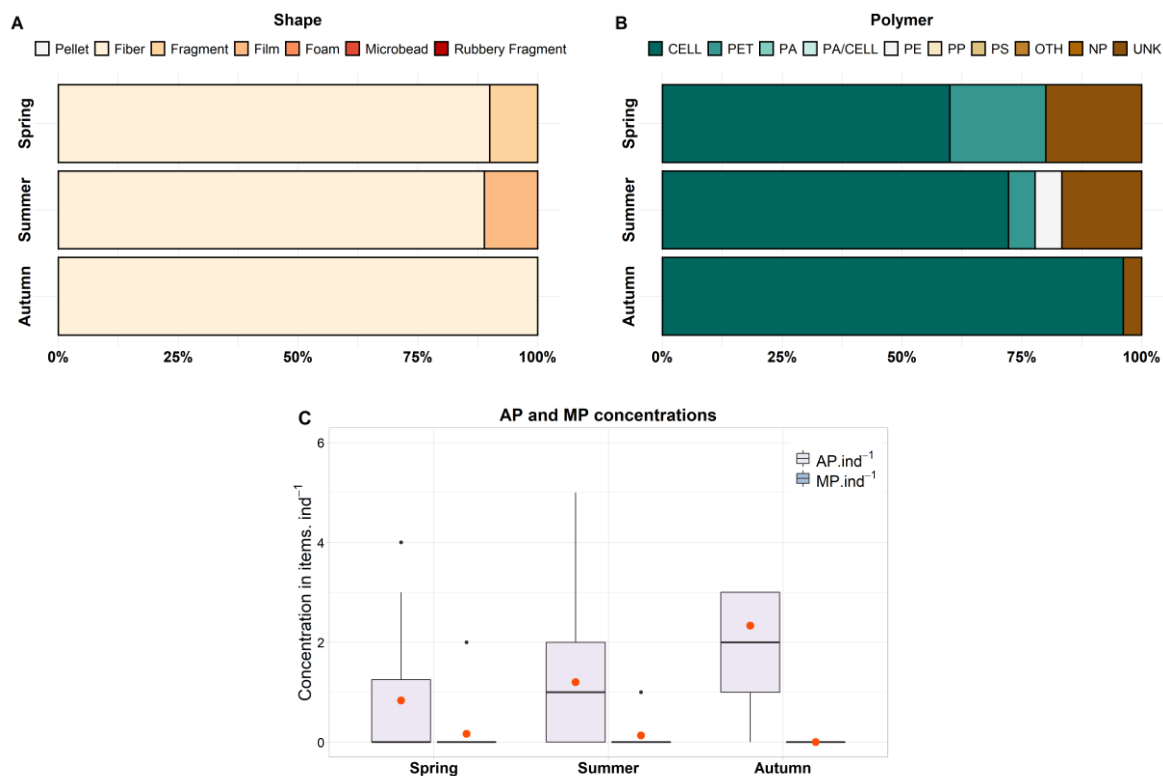 A
Shape
Pellet Fiber Fragment Film Foam Microbead Rubbery Fragment
Spring
Summer
Autumn
0% 25% 50% 75% 100%
B
Polymer
CELL PET PA PA/CELL PE PP PS OTH NP UNK
Spring
Summer
Autumn
0% 25% 50% 75% 100%
C
AP and MP concentrations
Concentration in items. ind⁻¹
6
4
2
0
AP.ind⁻¹
MP.ind⁻¹
Spring Summer Autumn